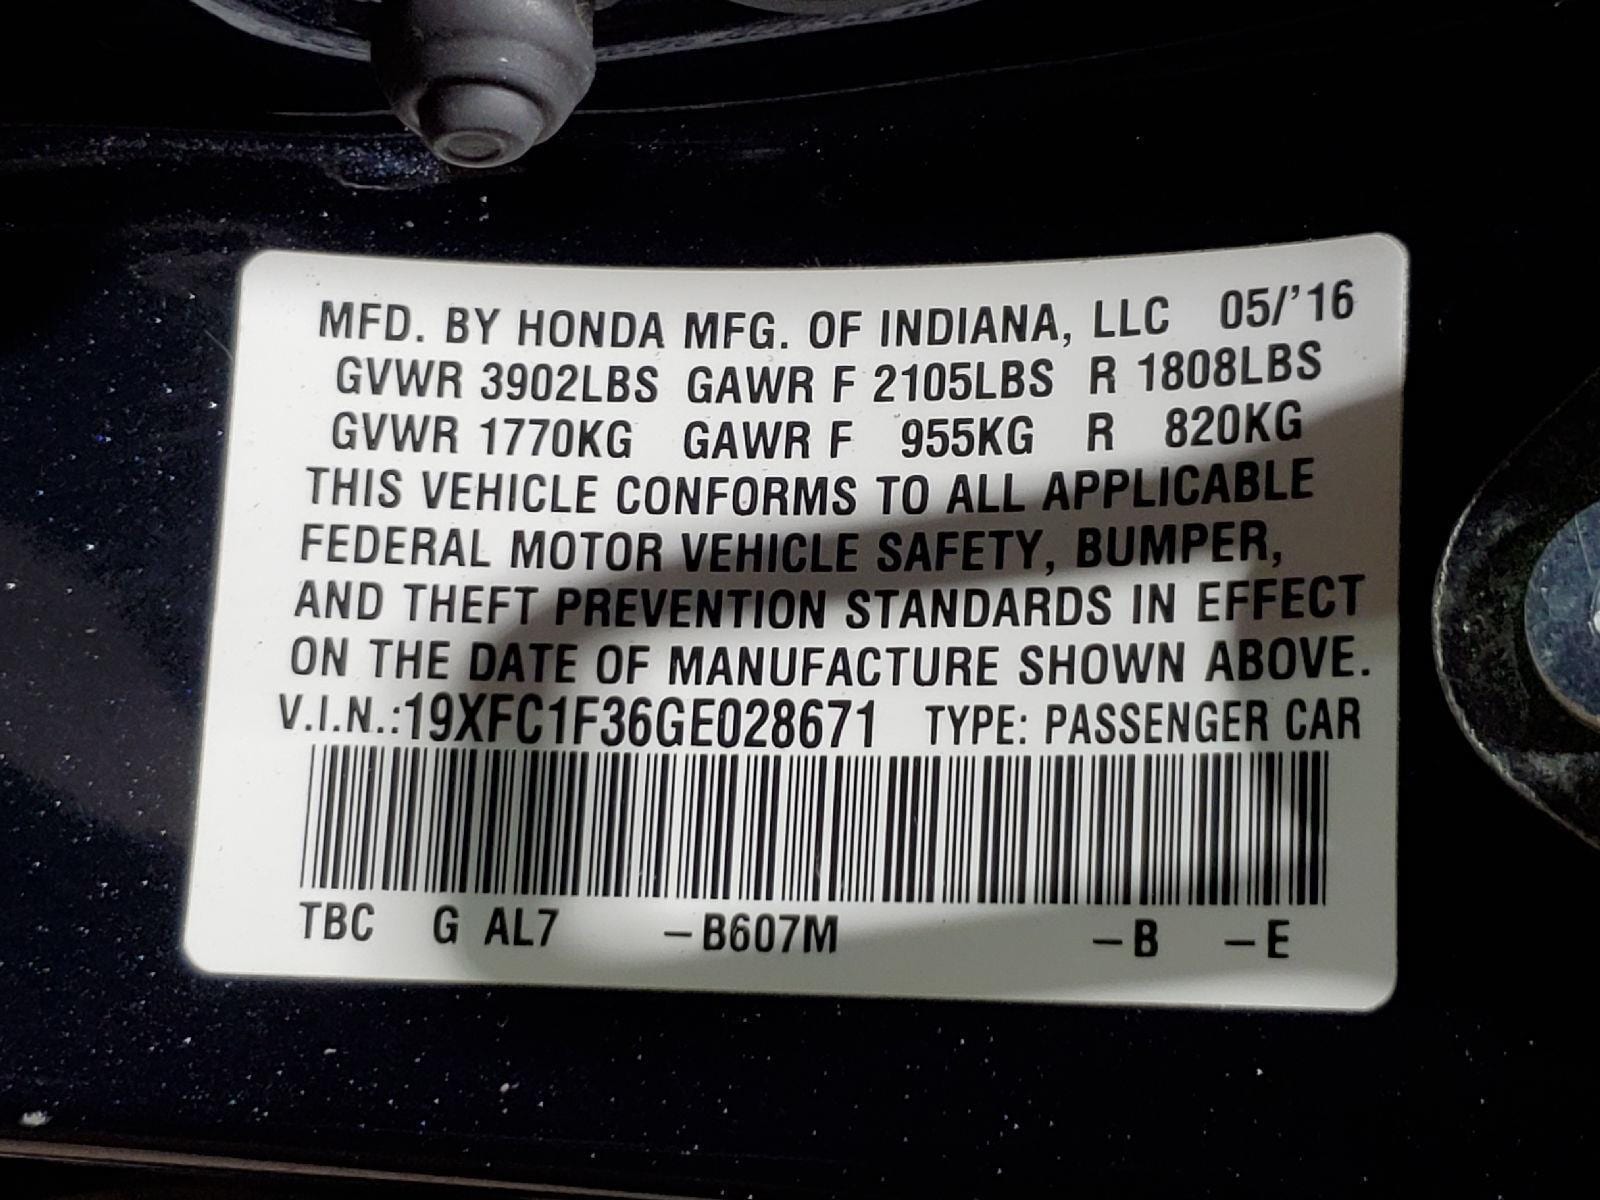 MFD. BY HONDA MFG. OF INDIANA, LLC 05/'16
GVWR 3902LBS GAWR F 2105LBS R 1808LBS
GVWR 1770KG GAWR F 955KG R 820KG
THIS VEHICLE CONFORMS TO ALL APPLICABLE
FEDERAL MOTOR VEHICLE SAFETY, BUMPER,
AND THEFT PREVENTION STANDARDS IN EFFECT
ON THE DATE OF MANUFACTURE SHOWN ABOVE.
V.I.N.:19XFC1F36GE028671 TYPE: PASSENGER CAR
TBC G AL7 –B607M –B –E